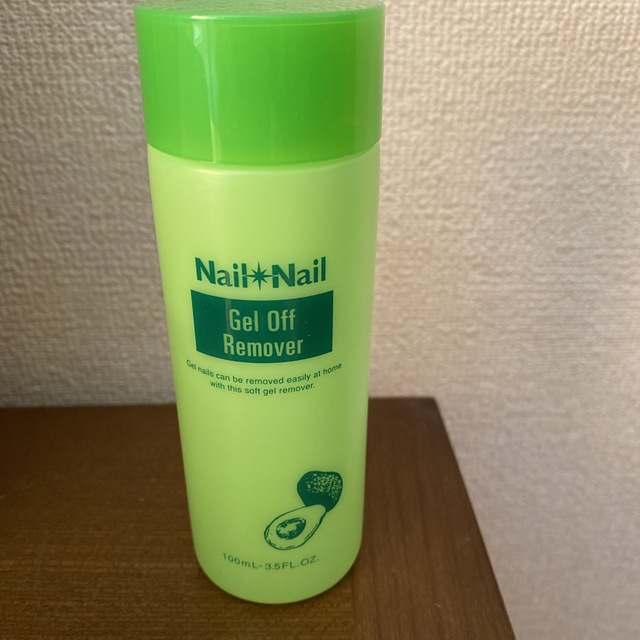 Nail Nail
Gel Off
Remover
Gel nails can be removed easily at home
with this soft gel remover.
100mL- 3.5FL.OZ.